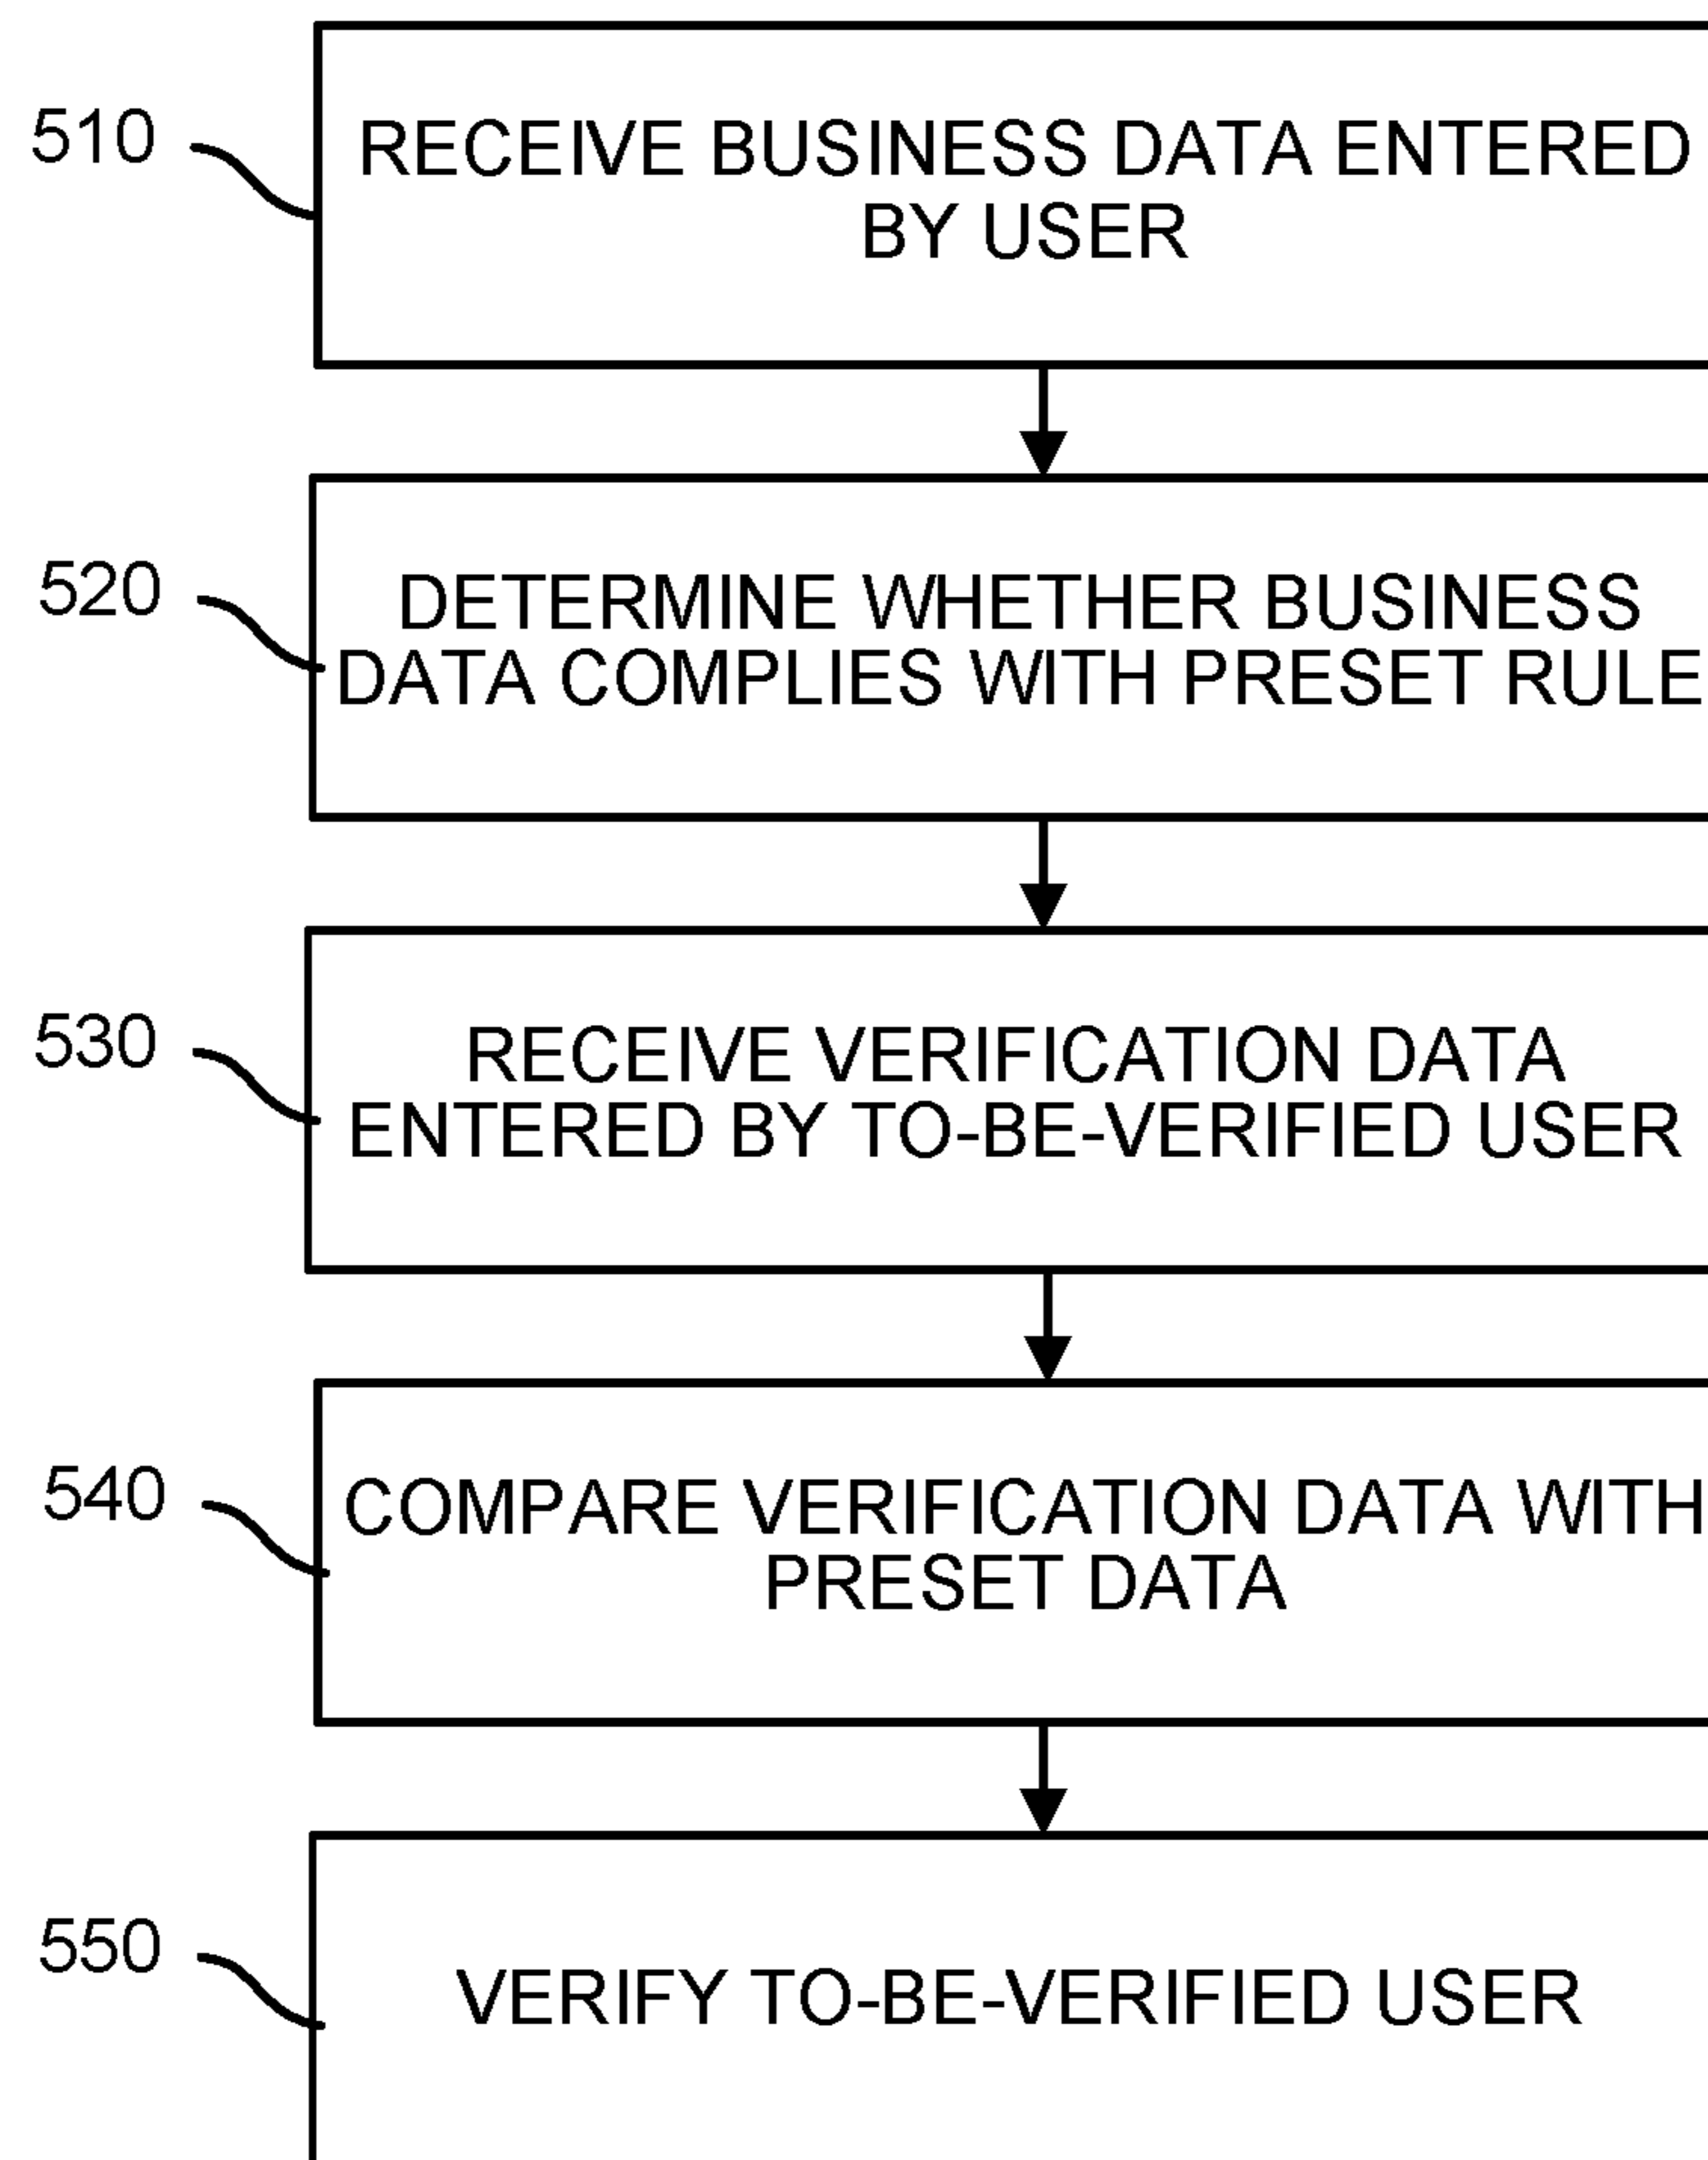 510
RECEIVE BUSINESS DATA ENTERED
BY USER
520
DETERMINE WHETHER BUSINESS
DATA COMPLIES WITH PRESET RULE
530
RECEIVE VERIFICATION DATA
ENTERED BY TO-BE-VERIFIED USER
540
COMPARE VERIFICATION DATA WITH
PRESET DATA
550
VERIFY TO-BE-VERIFIED USER